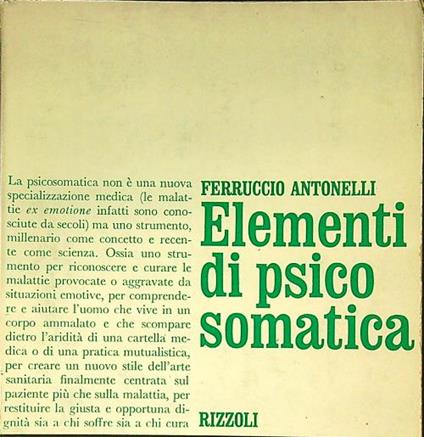 La psicosomatica non è una nuova
specializzazione medica (le malat-
tie ex emotione infatti sono cono-
sciute da secoli) ma uno strumento,
millenario come concetto e recen-
te come scienza. Ossia uno stru-
mento per riconoscere e curare le
malattie provocate o aggravate da
situazioni emotive, per comprende-
re e aiutare l'uomo che vive in un
corpo ammalato e che scompare
dietro l'aridità di una cartella me-
dica o di una pratica mutualistica,
per creare un nuovo stile dell'arte
sanitaria finalmente centrata sul
paziente più che sulla malattia, per
restituire la giusta e opportuna di-
gnità sia a chi soffre sia a chi cura
FERRUCCIO ANTONELLI
Elementi
di psico
somatica
RIZZOLI